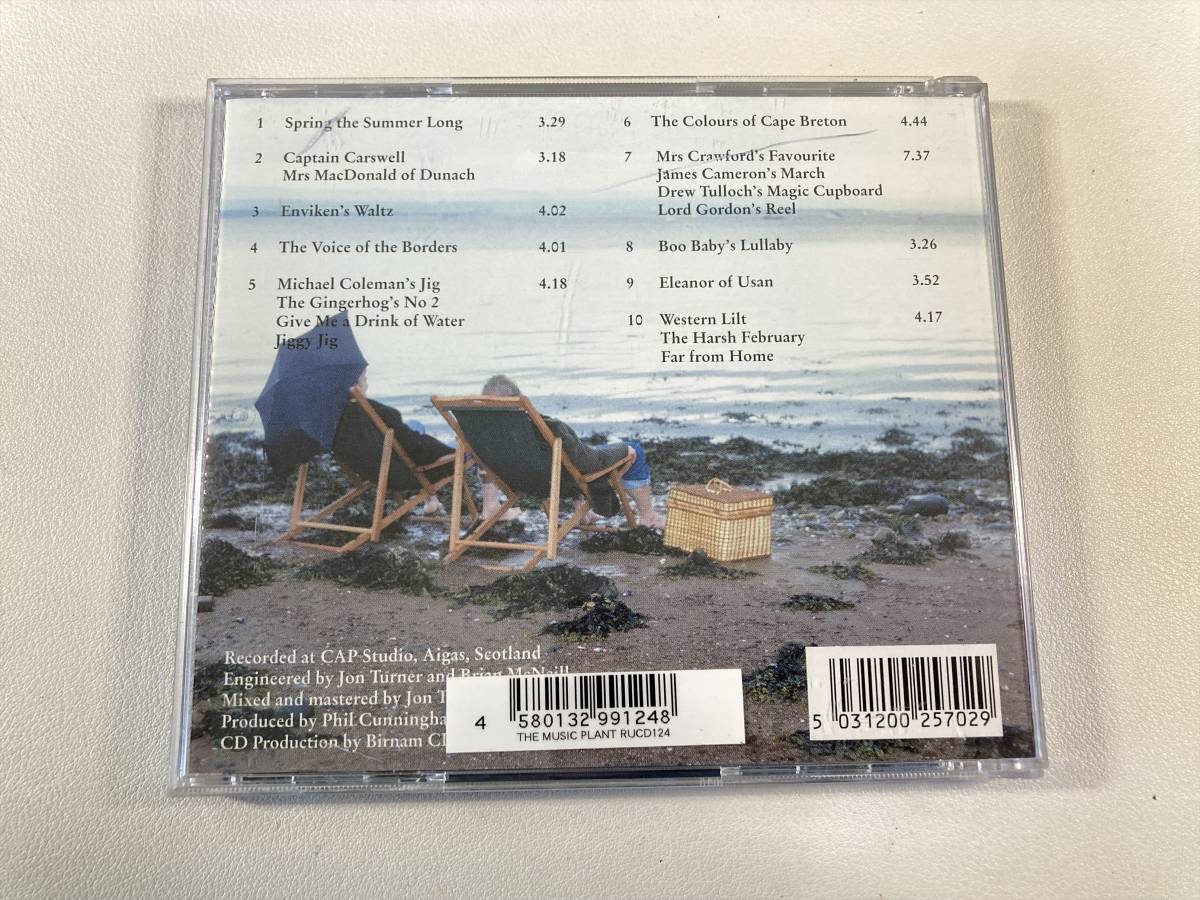 1 Spring the Summer Long 3.29
2 Captain Carswell 3.18
Mrs MacDonald of Dunach
3 Enviken's Waltz 4.02
4 The Voice of the Borders 4.01
5 Michael Coleman's Jig 4.18
The Gingerhog's No 2
Give Me a Drink of Water
Jiggy Jig
6 The Colours of Cape Breton 4.44
7 Mrs Crawford's Favourite 7.37
James Cameron's March
Drew Tulloch's Magic Cupboard
Lord Gordon's Reel
8 Boo Baby's Lullaby 3.26
9 Eleanor of Usan 3.52
10 Western Lilt 4.17
The Harsh February
Far from Home
Recorded at CAP Studio, Aigas, Scotland
Engineered by Jon Turner and Brian McNeill
Mixed and mastered by Jon
Produced by Phil
CD Production by Birnam
4 580132 991248
THE MUSIC PLANT RUCD124
5 031200 257029